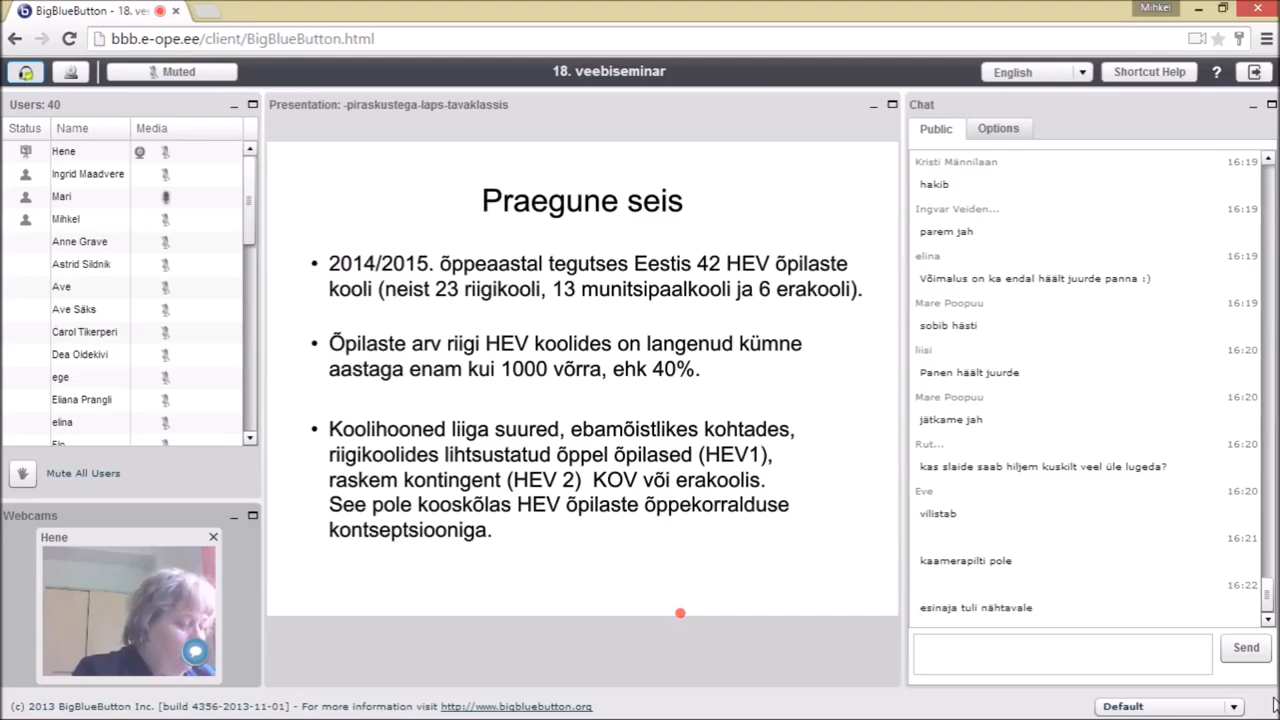 BigBlueButton - 18. ve
Mihkel
bbb.e-ope.ee/client/BigBlueButton.html
Muted
18. veebiseminar
English
Shortcut Help
?
Users: 40
Status Name Media
Hene
Ingrid Maadvere
Mari
Mihkel
Anne Grave
Astrid Sildnik
Ave
Ave Säks
Carol Tikerperi
Dea Oidekivi
ege
Eliana Prangli
elina
Mute All Users
Webcams
Hene
Presentation: -piraskustega-laps-tavaklassis
Praegune seis
• 2014/2015. õppeaastal tegutses Eestis 42 HEV õpilaste
kooli (neist 23 riigikooli, 13 munitsipaalkooli ja 6 erakooli).
• Õpilaste arv riigi HEV koolides on langenud kümne
aastaga enam kui 1000 võrra, ehk 40%.
• Koolihooned liiga suured, ebamõistlikes kohtades,
riigikoolides lihtsustatud õppel õpilased (HEV1),
raskem kontingent (HEV 2) KOV või erakoolis.
See pole kooskõlas HEV õpilaste õppekorralduse
kontseptsiooniga.
Chat
Public Options
Kristi Männilaan 16:19
hakib
Ingvar Veiden... 16:19
parem jah
elina 16:19
Võimalus on ka endal häält juurde panna :)
Mare Poopuu 16:19
sobib hästi
liisi 16:20
Panen häält juurde
Mare Poopuu 16:20
jätkame jah
Rut... 16:20
kas slaide saab hiljem kuskilt veel üle lugeda?
Eve 16:20
vilistab
16:21
kaamerapilti pole
16:22
esinaja tuli nähtavale
Send
(c) 2013 BigBlueButton Inc. [build 4356-2013-11-01] - For more information visit http://www.bigbluebutton.org
Default